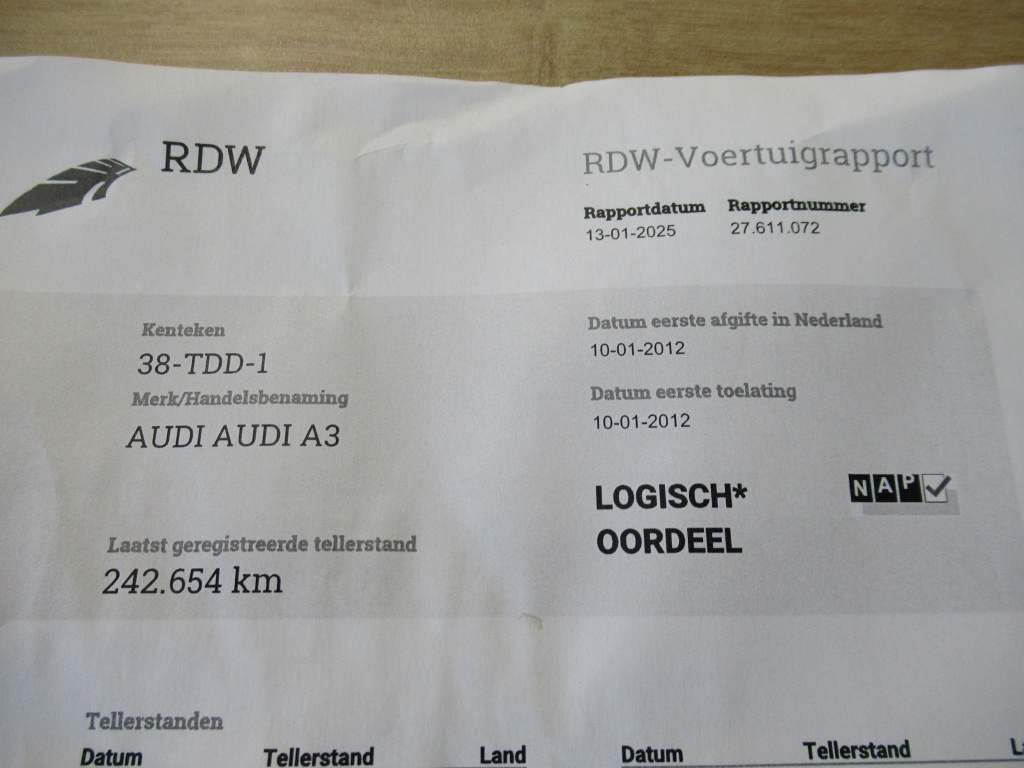 RDW
RDW-Voertuigrapport
Rapportdatum Rapportnummer
13-01-2025 27.611.072
Kenteken
38-TDD-1
Merk/Handelsbenaming
AUDI AUDI A3
Laatst geregistreerde tellerstand
242.654 km
Datum eerste afgifte in Nederland
10-01-2012
Datum eerste toelating
10-01-2012
LOGISCH*
OORDEEL
NAP
Tellerstanden
Datum Tellerstand Land Datum Tellerstand